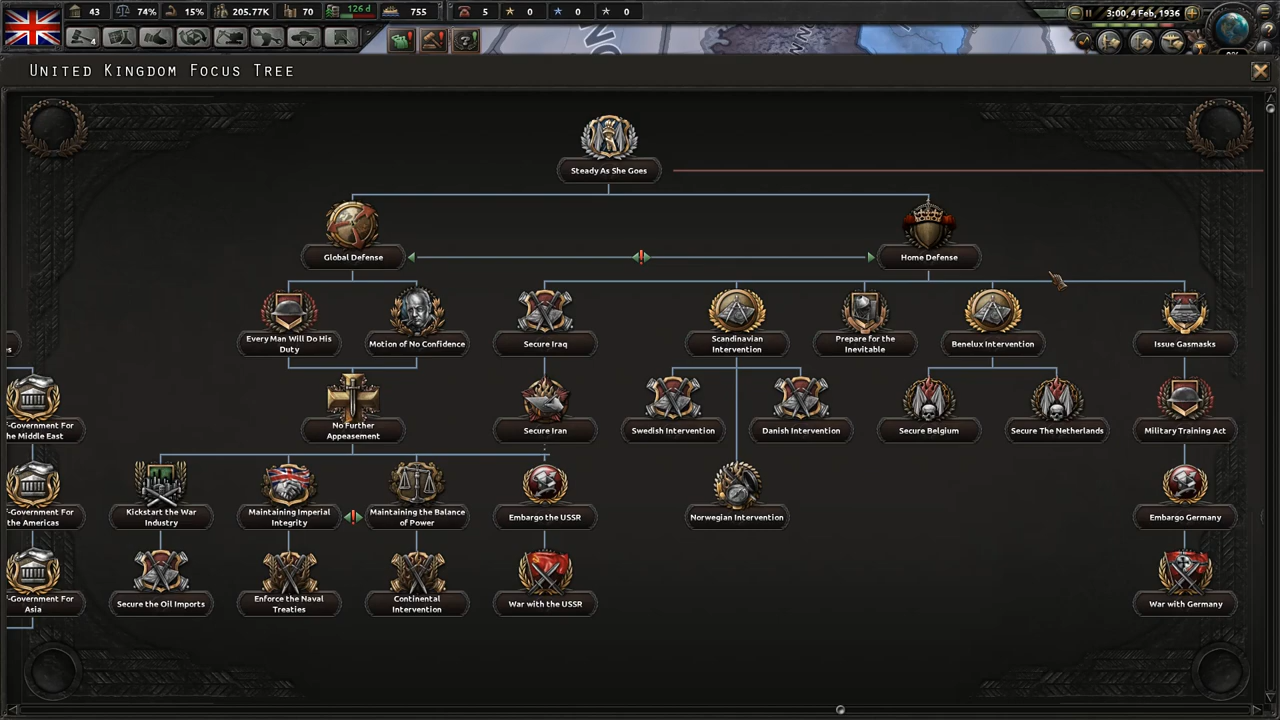 43 74% 15% 205.77K 70 126 d 755 5 0 0 0 3:00, 4 Feb, 1936
4
United Kingdom Focus Tree
Steady As She Goes
Global Defense
Home Defense
Every Man Will Do His
Duty
Motion of No Confidence
Secure Iraq
Scandinavian
Intervention
Prepare for the
Inevitable
Benelux Intervention
Issue Gasmasks
-Government For
he Middle East
No Further
Appeasement
Secure Iran
Swedish Intervention
Danish Intervention
Secure Belgium
Secure The Netherlands
Military Training Act
-Government For
the Americas
Kickstart the War
Industry
Maintaining Imperial
Integrity
Maintaining the Balance
of Power
Embargo the USSR
Norwegian Intervention
Embargo Germany
-Government For
Asia
Secure the Oil Imports
Enforce the Naval
Treaties
Continental
Intervention
War with the USSR
War with Germany